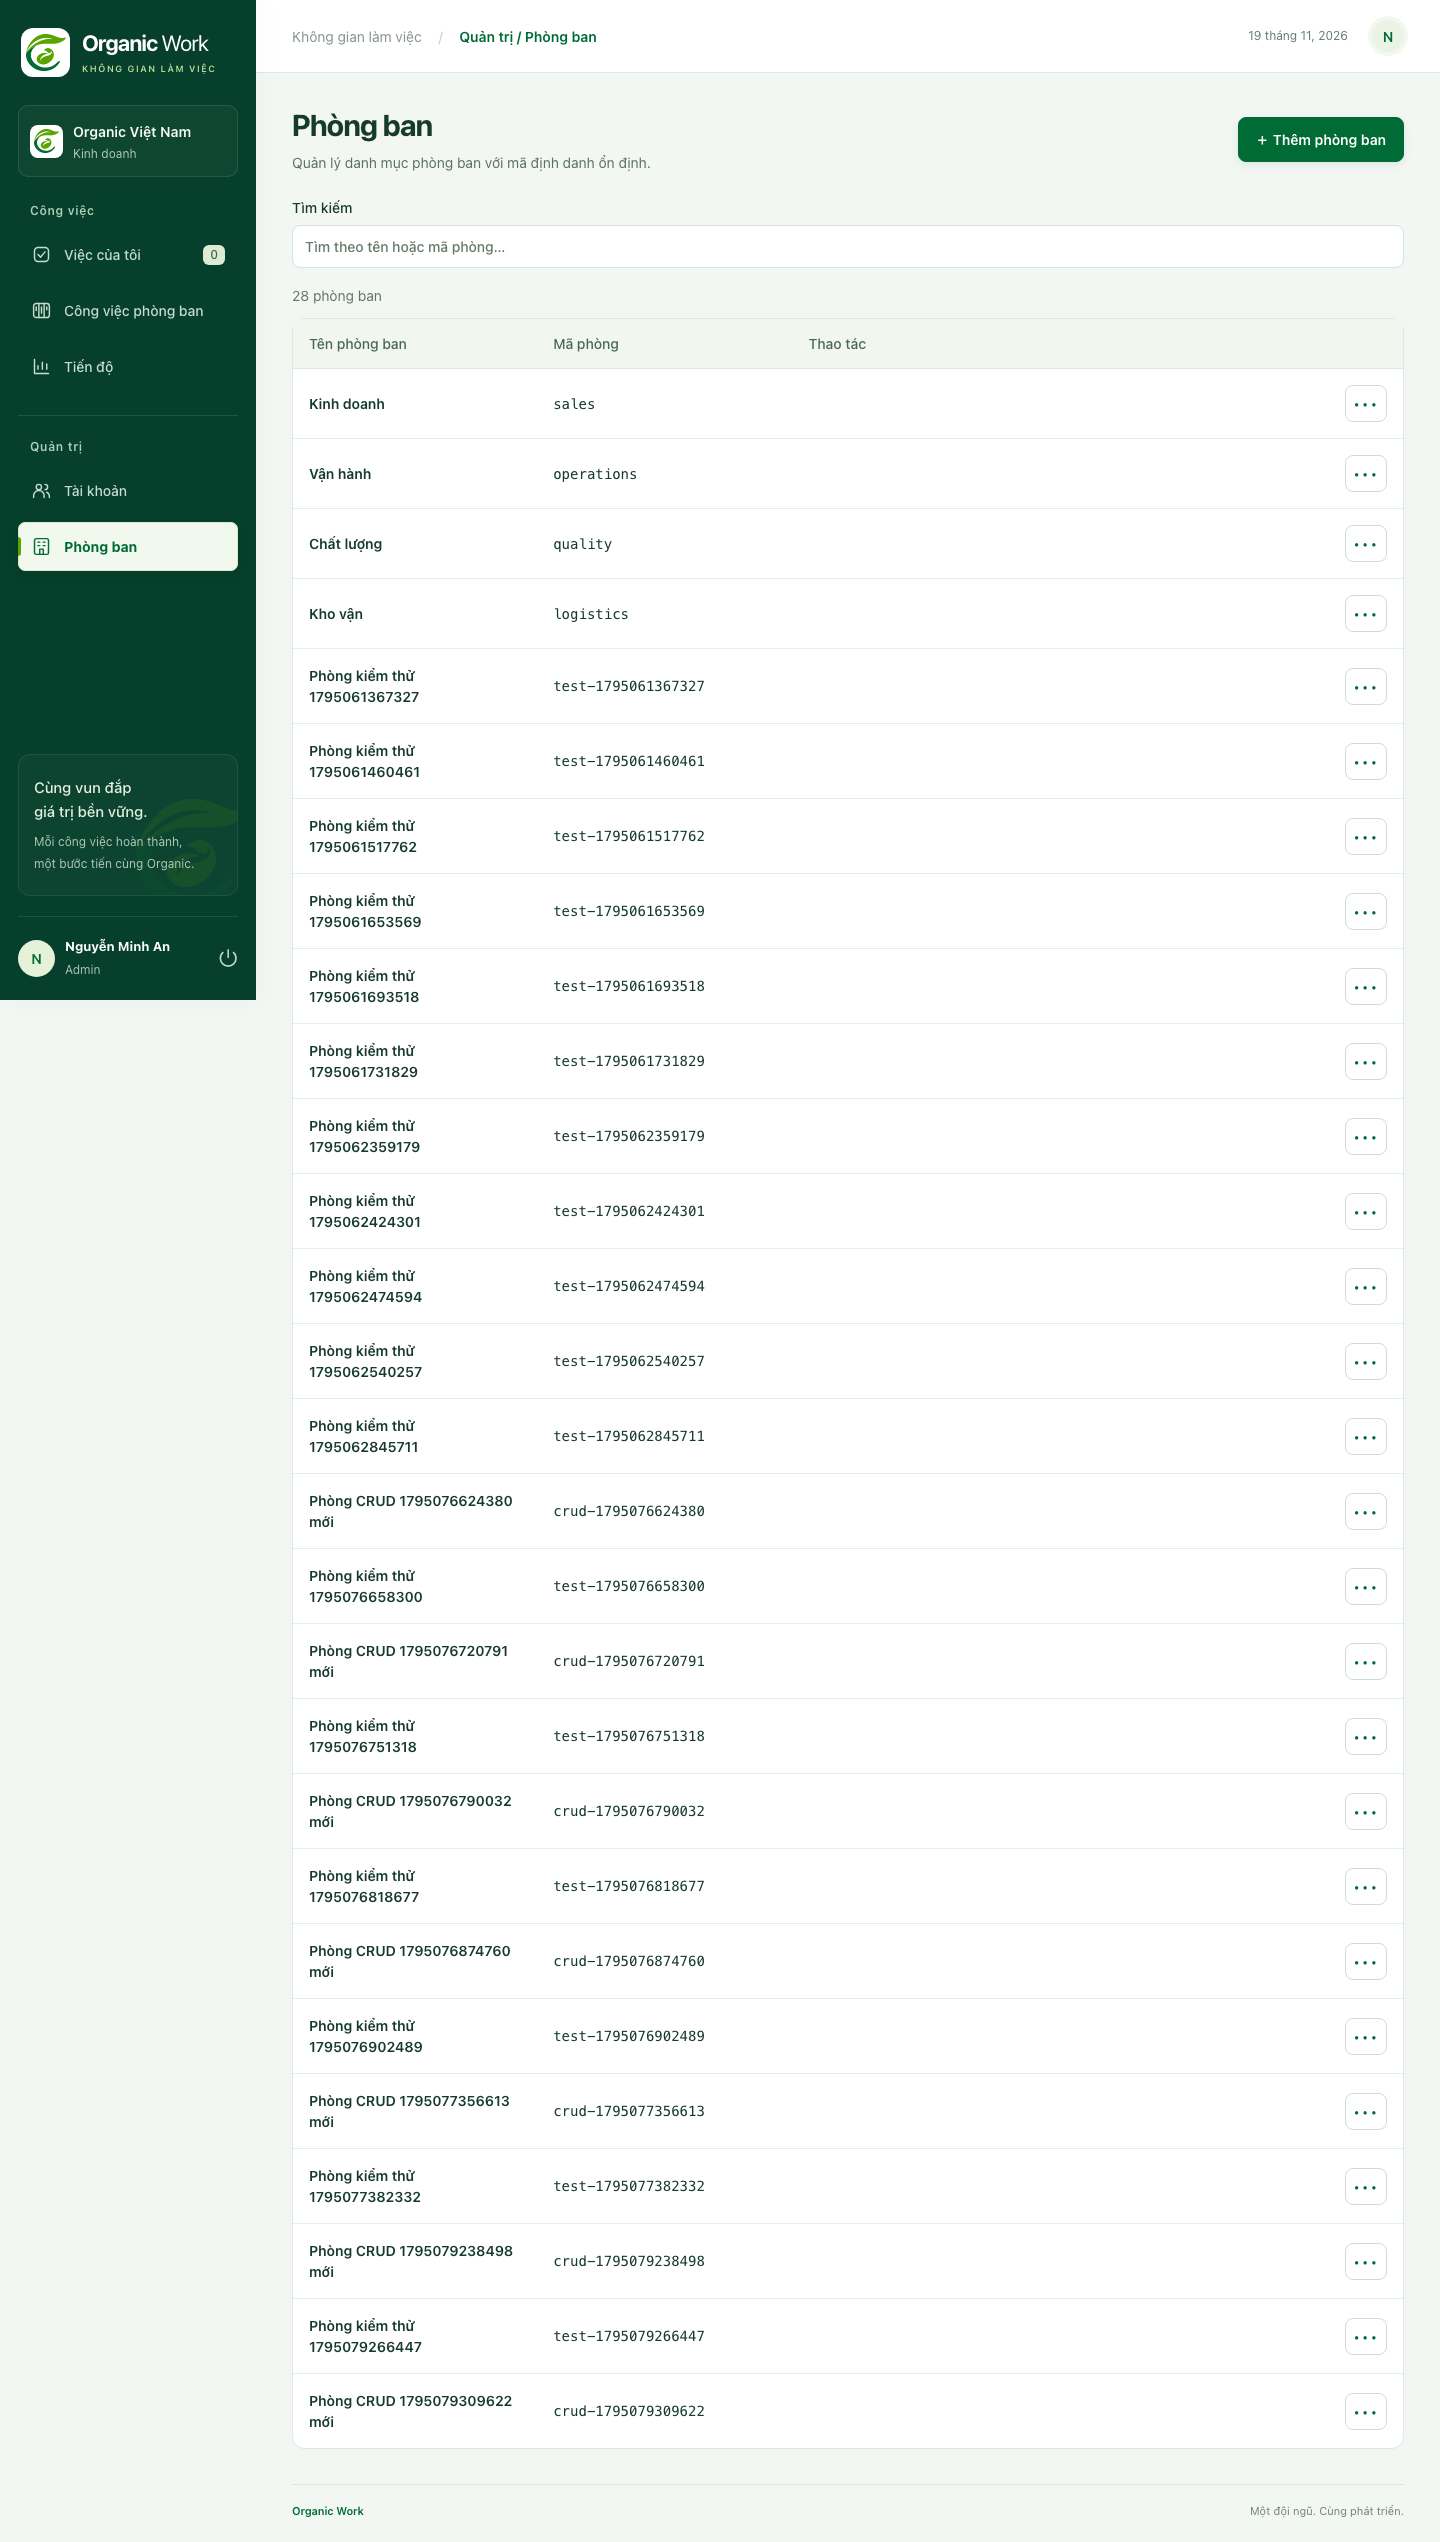 Organic Work
KHÔNG GIAN LÀM VIỆC
Organic Việt Nam
Kinh doanh
Công việc
Việc của tôi
0
Công việc phòng ban
Tiến độ
Quản trị
Tài khoản
Phòng ban
Cùng vun đắp
giá trị bền vững.
Mỗi công việc hoàn thành,
một bước tiến cùng Organic.
N
Nguyễn Minh An
Admin
Không gian làm việc / Quản trị / Phòng ban
19 tháng 11, 2026
N
Phòng ban
Quản lý danh mục phòng ban với mã định danh ổn định.
+ Thêm phòng ban
Tìm kiếm
Tìm theo tên hoặc mã phòng...
28 phòng ban
Tên phòng ban Mã phòng Thao tác
Kinh doanh sales
Vận hành operations
Chất lượng quality
Kho vận logistics
Phòng kiểm thử
1795061367327
test-1795061367327
Phòng kiểm thử
1795061460461
test-1795061460461
Phòng kiểm thử
1795061517762
test-1795061517762
Phòng kiểm thử
1795061653569
test-1795061653569
Phòng kiểm thử
1795061693518
test-1795061693518
Phòng kiểm thử
1795061731829
test-1795061731829
Phòng kiểm thử
1795062359179
test-1795062359179
Phòng kiểm thử
1795062424301
test-1795062424301
Phòng kiểm thử
1795062474594
test-1795062474594
Phòng kiểm thử
1795062540257
test-1795062540257
Phòng kiểm thử
1795062845711
test-1795062845711
Phòng CRUD 1795076624380
mới
crud-1795076624380
Phòng kiểm thử
1795076658300
test-1795076658300
Phòng CRUD 1795076720791
mới
crud-1795076720791
Phòng kiểm thử
1795076751318
test-1795076751318
Phòng CRUD 1795076790032
mới
crud-1795076790032
Phòng kiểm thử
1795076818677
test-1795076818677
Phòng CRUD 1795076874760
mới
crud-1795076874760
Phòng kiểm thử
1795076902489
test-1795076902489
Phòng CRUD 1795077356613
mới
crud-1795077356613
Phòng kiểm thử
1795077382332
test-1795077382332
Phòng CRUD 1795079238498
mới
crud-1795079238498
Phòng kiểm thử
1795079266447
test-1795079266447
Phòng CRUD 1795079309622
mới
crud-1795079309622
Organic Work
Một đội ngũ. Cùng phát triển.